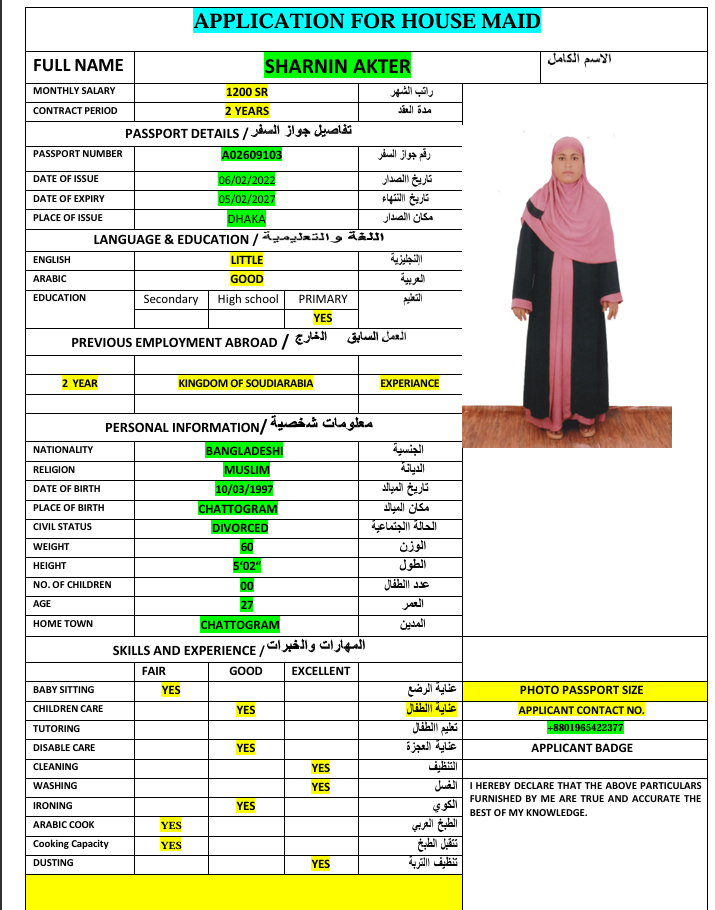 APPLICATION FOR HOUSE MAID
FULL NAME SHARNIN AKTER الاسم الكامل
MONTHLY SALARY 1200 SR راتب الشهر
CONTRACT PERIOD 2 YEARS مدة العقد
PASSPORT DETAILS / تفاصيل جواز السفر
PASSPORT NUMBER A02609103 رقم جواز السفر
DATE OF ISSUE 06/02/2022 تاريخ االصدار
DATE OF EXPIRY 05/02/2027 تاريخ االنتهاء
PLACE OF ISSUE DHAKA مكان االصدار
LANGUAGE & EDUCATION / اللغة والتعليمية
ENGLISH LITTLE االنجليزية
ARABIC GOOD العربية
EDUCATION Secondary High school PRIMARY التعليم
YES
PREVIOUS EMPLOYMENT ABROAD / العمل السابق الخارج
2 YEAR KINGDOM OF SOUDIARABIA EXPERIANCE
PERSONAL INFORMATION/ معلومات شخصية
NATIONALITY BANGLADESHI الجنسية
RELIGION MUSLIM الديانة
DATE OF BIRTH 10/03/1997 تاريخ الميالد
PLACE OF BIRTH CHATTOGRAM مكان الميالد
CIVIL STATUS DIVORCED الحالة االجتماعية
WEIGHT 60 الوزن
HEIGHT 5‘02“ الطول
NO. OF CHILDREN 00 عدد االطفال
AGE 27 العمر
HOME TOWN CHATTOGRAM المدين
SKILLS AND EXPERIENCE / المهارات والخبرات
FAIR GOOD EXCELLENT
BABY SITTING YES عناية الرضع
PHOTO PASSPORT SIZE
CHILDREN CARE YES عناية االطفال
APPLICANT CONTACT NO.
TUTORING تعليم االطفال
+8801965422377
DISABLE CARE YES عناية العجزة
APPLICANT BADGE
CLEANING YES التنظيف
WASHING YES الغسل
IRONING YES الكوي
ARABIC COOK YES الطبخ العربي
Cooking Capacity YES تتقبل الطبخ
DUSTING YES تنظيف االتربة
I HEREBY DECLARE THAT THE ABOVE PARTICULARS
FURNISHED BY ME ARE TRUE AND ACCURATE THE
BEST OF MY KNOWLEDGE.